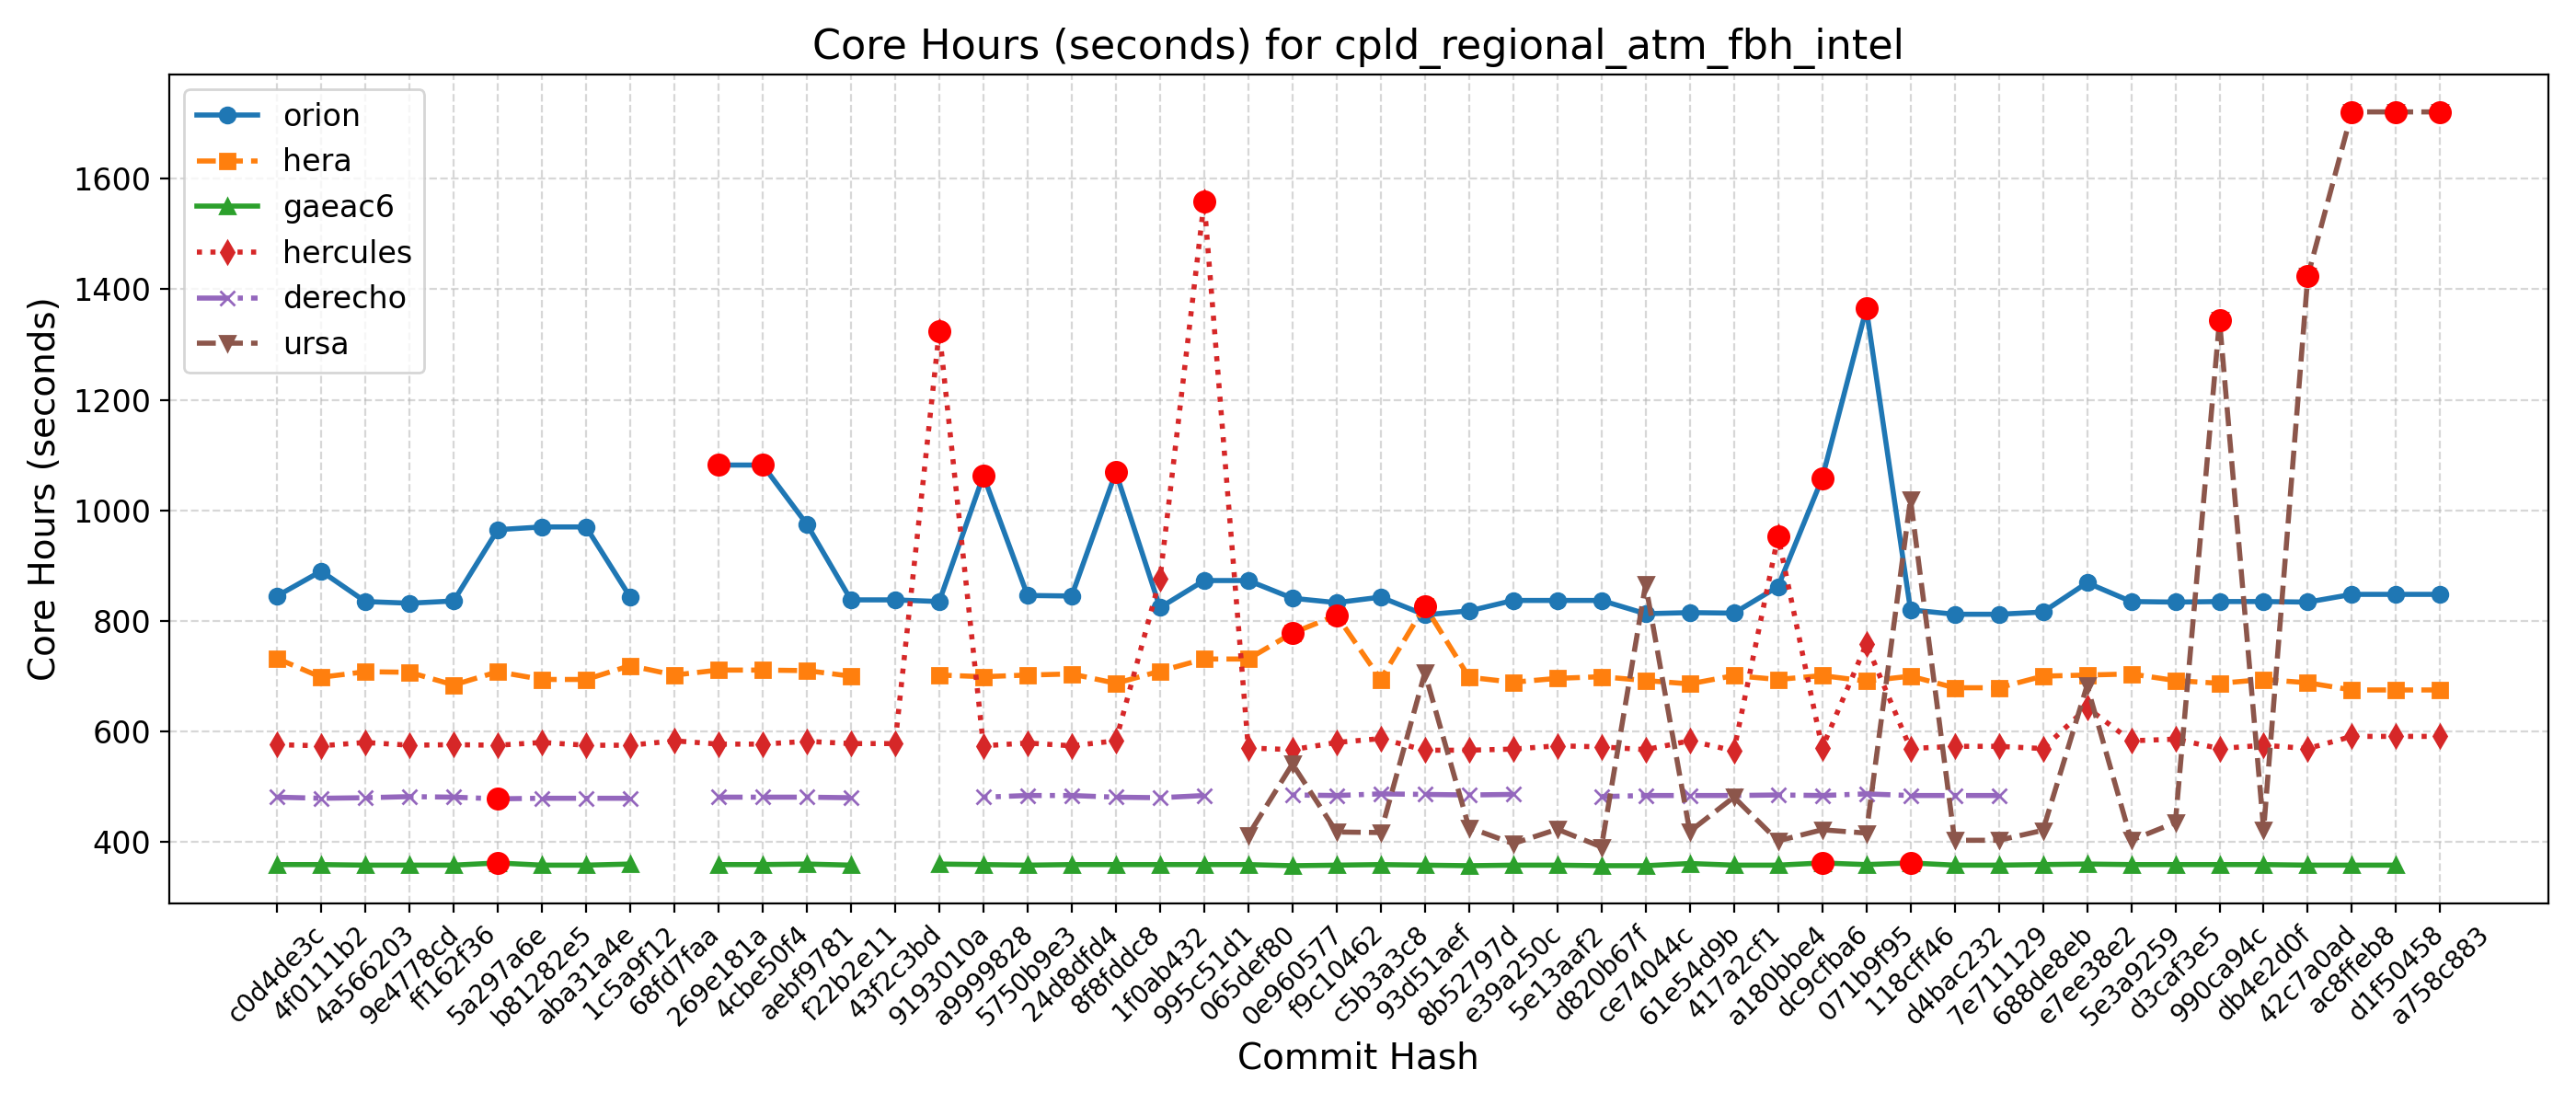 Core Hours (seconds) for cpld_regional_atm_fbh_intel
orion
hera
gaeac6
hercules
derecho
ursa
Core Hours (seconds)
1600
1400
1200
1000
800
600
400
c0d4de3c
4f0111b2
4a566203
9e4778cd
ff162f36
5a297a6e
b81282e5
aba31a4e
1c5a9f12
68fd7faa
269e181a
4cbe50f4
aebf9781
f22b2e11
43f2c3bd
9193010a
a9999828
5750b9e3
24d8dfd4
8f8fddc8
1f0ab432
995c51d1
065def80
0e960577
f9c10462
c5b3a3c8
93d51aef
8b52797d
e39a250c
5e13aaf2
d820b67f
ce74044c
61e54d9b
417a2cf1
a180bbe4
dc9cfba6
071b9f95
118cff46
d4bac232
7e711129
688de8eb
e7ee38e2
5e3a9259
d3caf3e5
990ca94c
db4e2d0f
42c7a0ad
ac8ffeb8
d1f50458
a758c883
Commit Hash